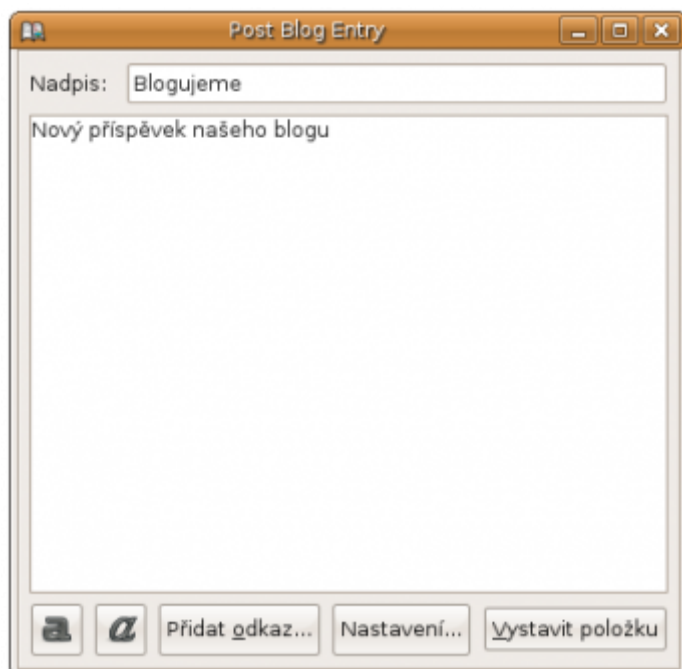 Post Blog Entry
Nadpis: Blogujeme
Nový příspěvek našeho blogu
a a Přidat odkaz... Nastavení... Vystavit položku